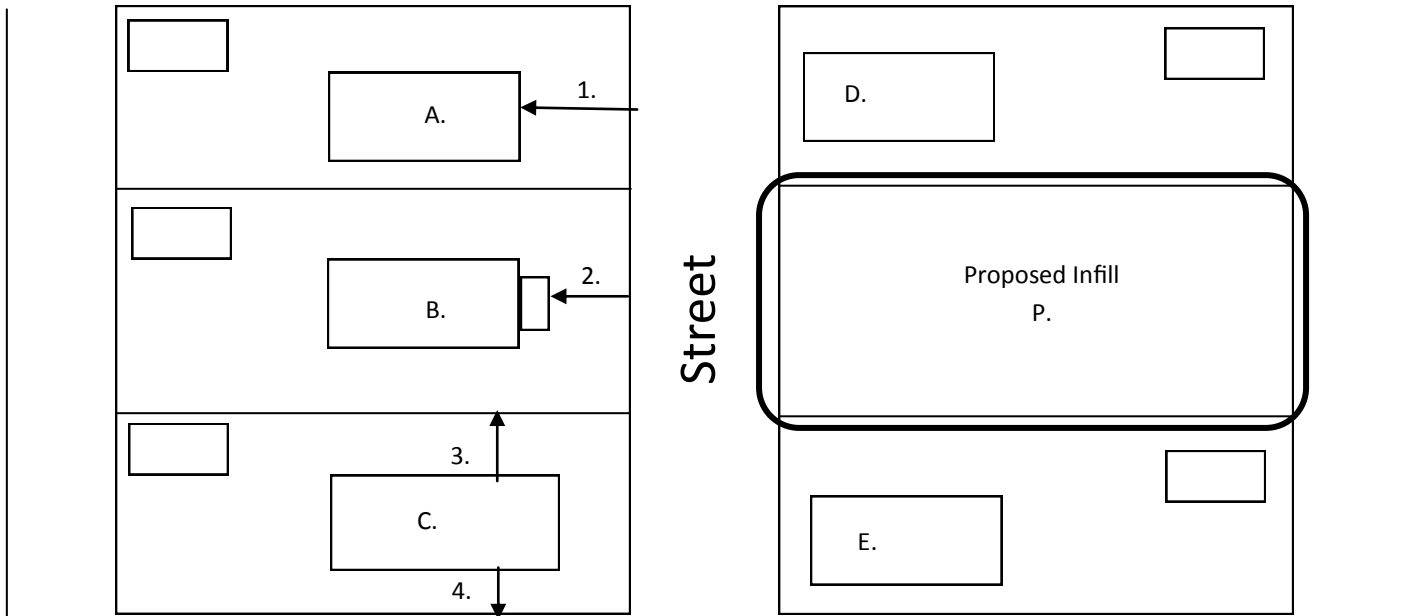 1.
A.
D.
2.
B.
Street
Proposed Infill
P.
3.
C.
4.
E.